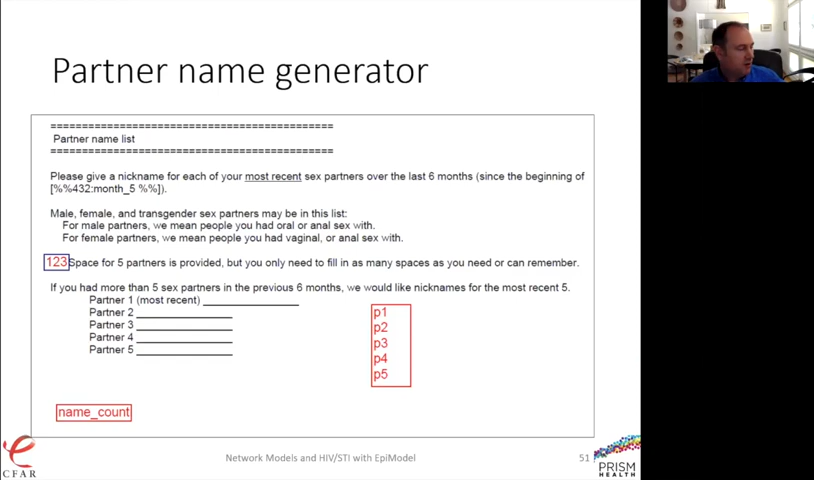 Partner name generator
=============================================
Partner name list
=============================================
Please give a nickname for each of your most recent sex partners over the last 6 months (since the beginning of
[%%432:month_5 %%]).
Male, female, and transgender sex partners may be in this list:
For male partners, we mean people you had oral or anal sex with.
For female partners, we mean people you had vaginal, or anal sex with.
123 Space for 5 partners is provided, but you only need to fill in as many spaces as you need or can remember.
If you had more than 5 sex partners in the previous 6 months, we would like nicknames for the most recent 5.
Partner 1 (most recent) _______________
Partner 2 _______________
Partner 3 _______________
Partner 4 _______________
Partner 5 _______________
p1
p2
p3
p4
p5
name_count
CFAR
Network Models and HIV/STI with EpiModel
51
PRISM
HEALTH